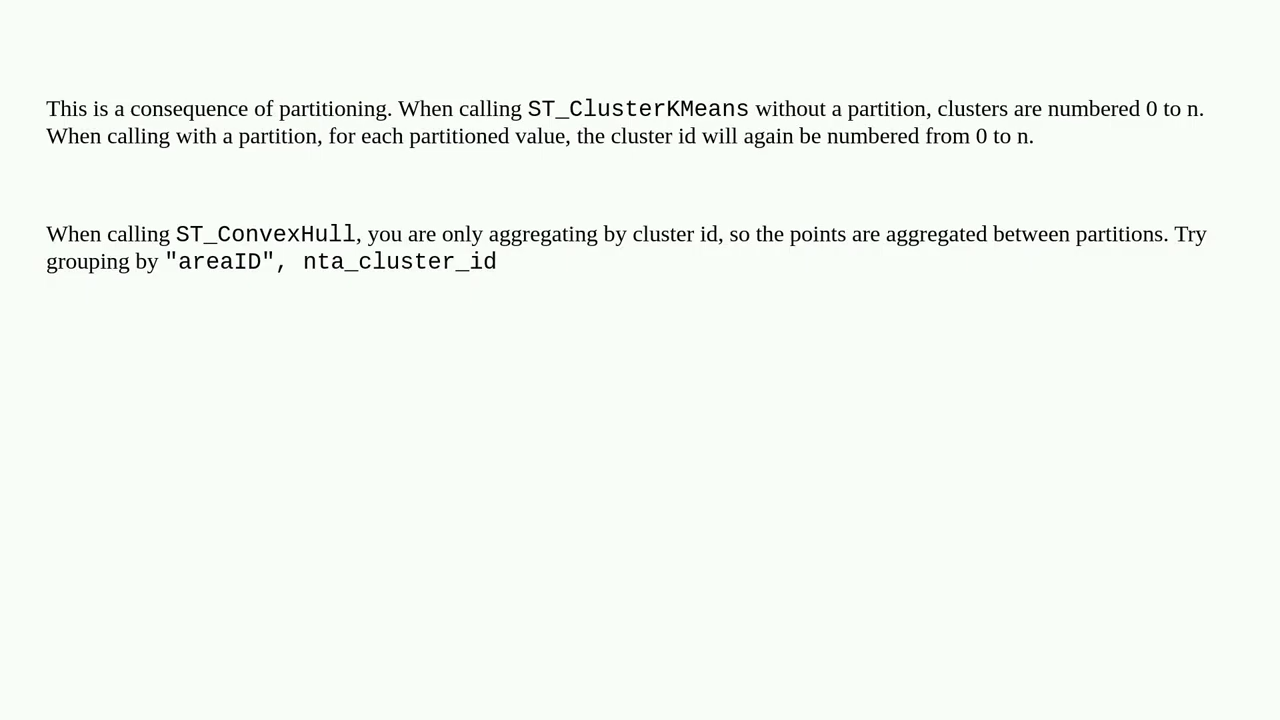 This is a consequence of partitioning. When calling ST_ClusterKMeans without a partition, clusters are numbered 0 to n.
When calling with a partition, for each partitioned value, the cluster id will again be numbered from 0 to n.
When calling ST_ConvexHull, you are only aggregating by cluster id, so the points are aggregated between partitions. Try
grouping by "areaID", nta_cluster_id